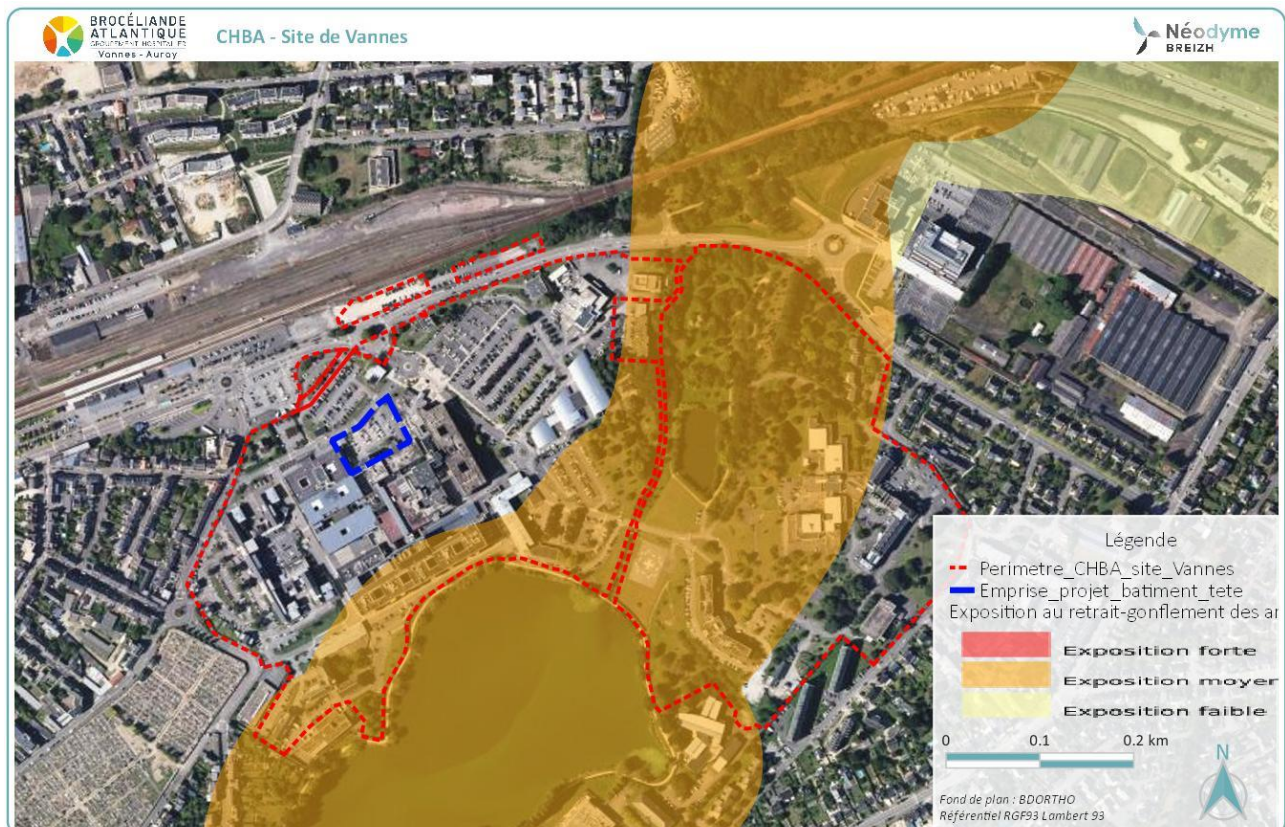 BROCÉLIANDE
ATLANTIQUE
GROUPEMENT HOSPITALIER
Vannes - Auray
CHBA - Site de Vannes
Néodyme
BREIZH
Légende
Perimetre_CHBA_site_Vannes
Emprise_projet_batiment_tete
Exposition au retrait-gonflement des ar
Exposition forte
Exposition moyer
Exposition faible
0 0.1 0.2 km
N
Fond de plan : BDORTHO
Référentiel RGF93 Lambert 93